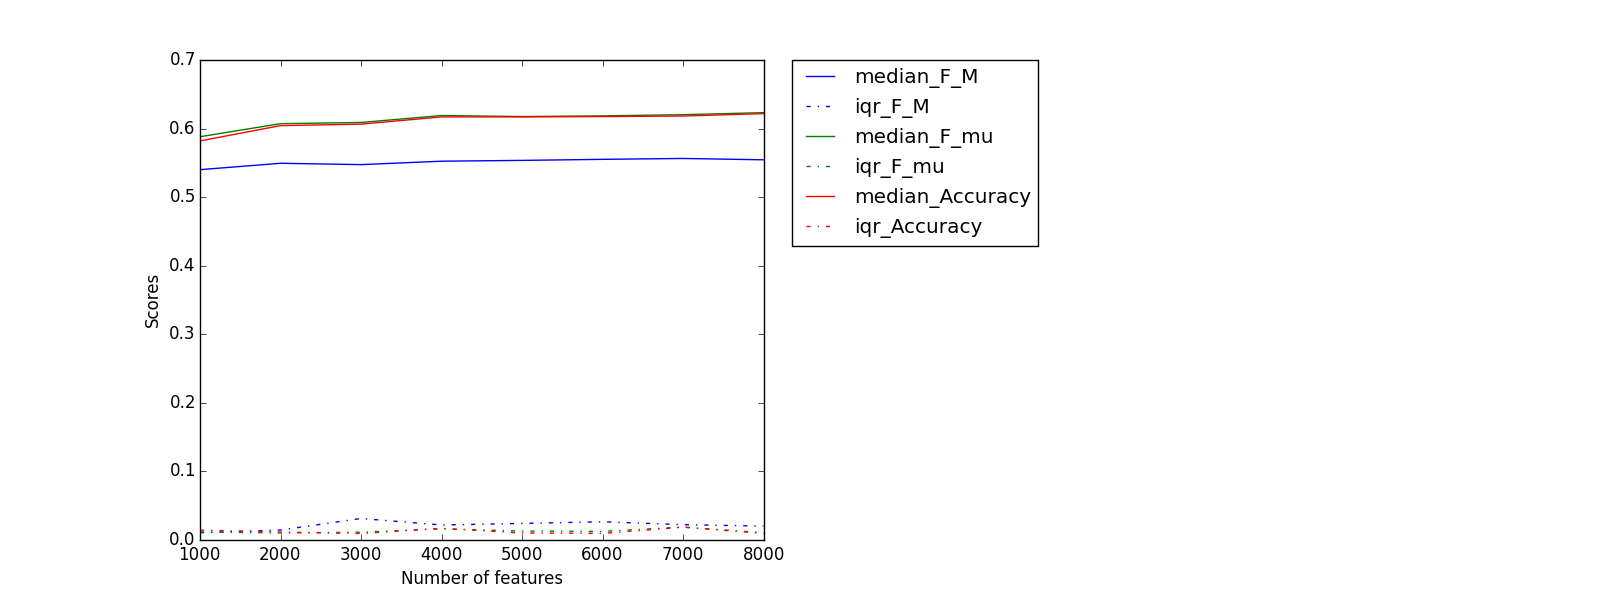 0.7
0.6
0.5
0.4
0.3
0.2
0.1
0.0
Scores
1000 2000 3000 4000 5000 6000 7000 8000
Number of features
median_F_M
iqr_F_M
median_F_mu
iqr_F_mu
median_Accuracy
iqr_Accuracy